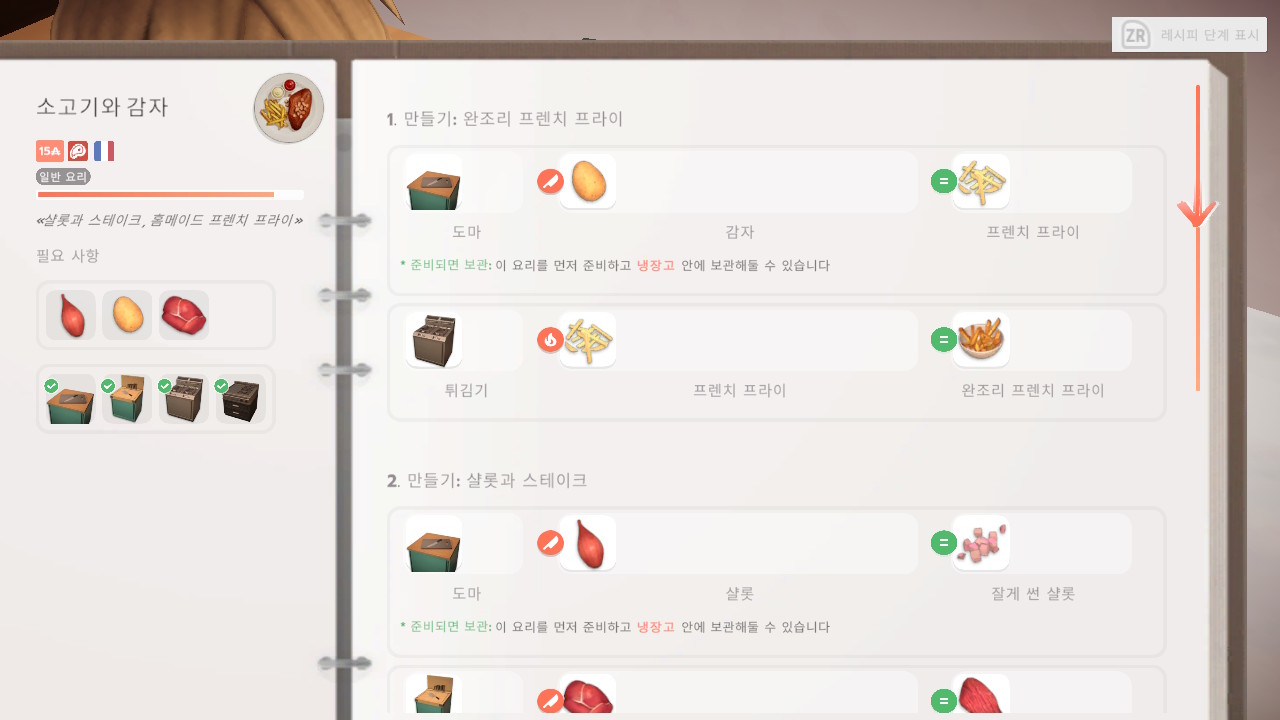 ZR 레시피 단계 표시
소고기와 감자
15
일반 요리
«샬롯과 스테이크, 홈메이드 프렌치 프라이»
필요 사항
1. 만들기: 완조리 프렌치 프라이
도마 감자 = 프렌치 프라이
* 준비되면 보관: 이 요리를 먼저 준비하고 냉장고 안에 보관해둘 수 있습니다
튀김기 프렌치 프라이 = 완조리 프렌치 프라이
2. 만들기: 샬롯과 스테이크
도마 샬롯 = 잘게 썬 샬롯
* 준비되면 보관: 이 요리를 먼저 준비하고 냉장고 안에 보관해둘 수 있습니다
=